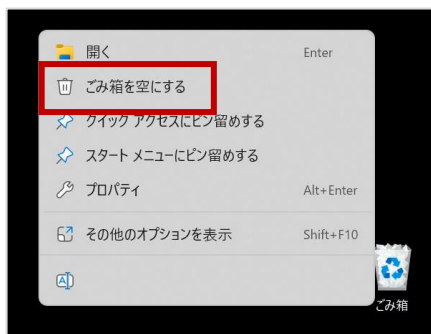 開く Enter
ごみ箱を空にする
クイック アクセスにピン留めする
スタート メニューにピン留めする
プロパティ Alt+Enter
その他のオプションを表示 Shift+F10
A
ごみ箱